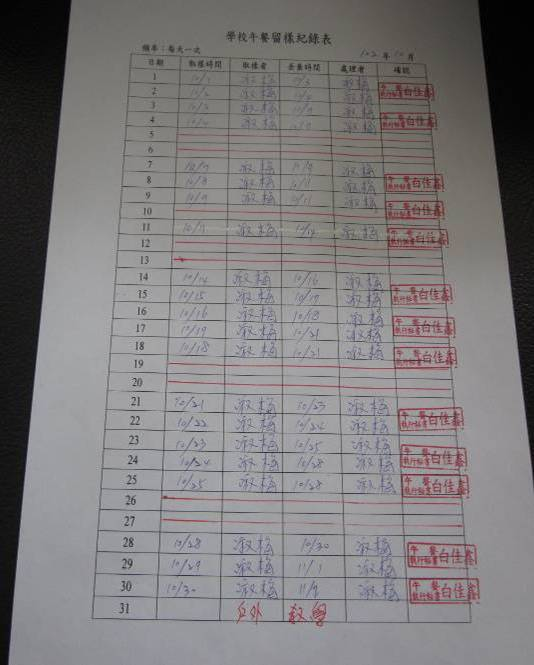 學校午餐留樣紀錄表
頻率：每天一次 102年10月
日期 取樣時間 取樣者 丟棄時間 處理者 確認
1 10/1 淑梅 淑梅
2 10/2 淑梅 淑梅 午餐執行秘書白佳鑫
3 10/3 淑梅 淑梅
4 淑梅 淑梅 午餐執行秘書白佳鑫
5
6
7 10/7 淑梅 10/9 淑梅
8 10/8 淑梅 10/11 淑梅 午餐執行秘書白佳鑫
9 10/9 淑梅 10/11 淑梅
10 午餐執行秘書白佳鑫
11 10/11 淑梅 10/14 淑梅 午餐執行秘書白佳鑫
12
13
14 10/14 淑梅 10/16 淑梅
15 10/15 淑梅 10/17 淑梅 午餐執行秘書白佳鑫
16 10/16 淑梅 10/18 淑梅
17 淑梅 10/21 淑梅 午餐執行秘書白佳鑫
18 10/18 淑梅 10/21 淑梅 午餐執行秘書白佳鑫
19
20
21 10/21 淑梅 10/23 淑梅
22 10/22 淑梅 10/24 淑梅 午餐執行秘書白佳鑫
23 10/23 淑梅 10/25 淑梅
24 10/24 淑梅 10/28 淑梅 午餐執行秘書白佳鑫
25 10/25 淑梅 10/28 淑梅 午餐執行秘書白佳鑫
26
27
28 10/28 淑梅 10/30 淑梅 午餐執行秘書白佳鑫
29 10/29 淑梅 11/1 淑梅
30 10/30 淑梅 淑梅 午餐執行秘書白佳鑫
31 戶外 教學